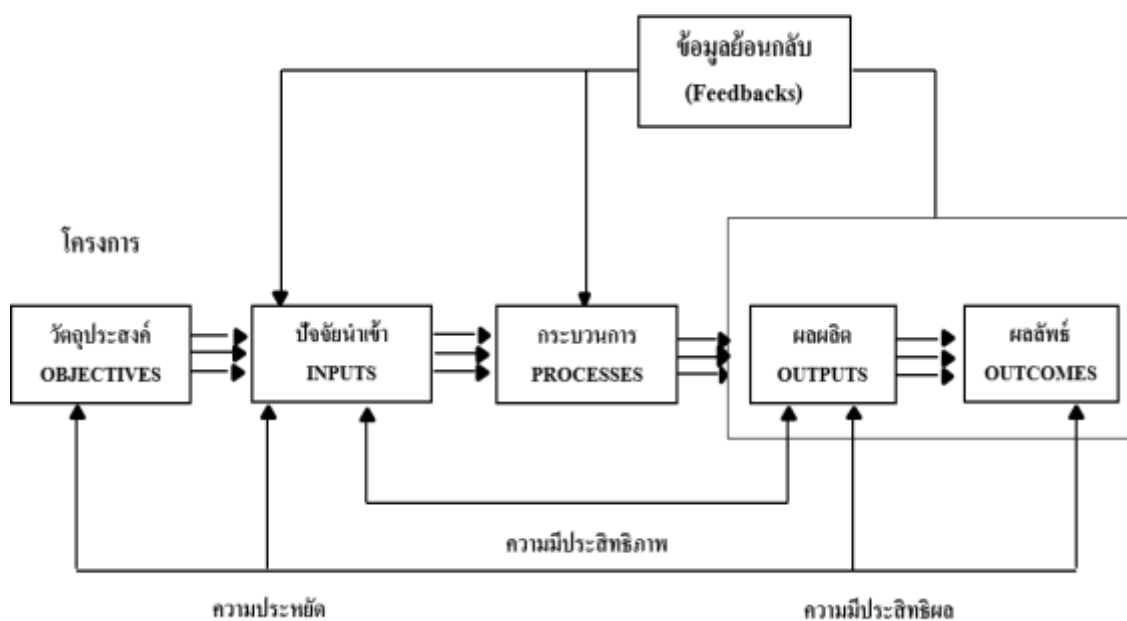 ข้อมูลย้อนกลับ
(Feedbacks)
โครงการ
วัตถุประสงค์
OBJECTIVES
ปัจจัยนำเข้า
INPUTS
กระบวนการ
PROCESSES
ผลผลิต
OUTPUTS
ผลลัพธ์
OUTCOMES
ความมีประสิทธิภาพ
ความประหยัด
ความมีประสิทธิผล